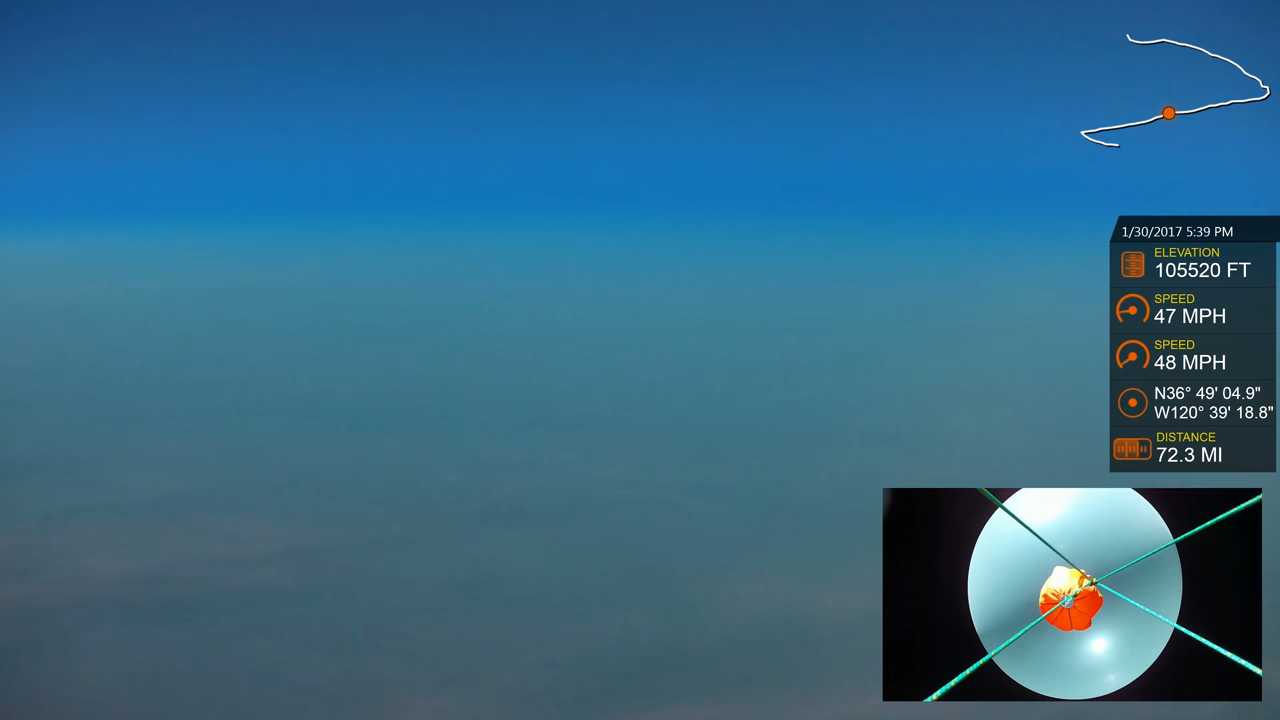 1/30/2017 5:39 PM
ELEVATION
105520 FT
SPEED
47 MPH
SPEED
48 MPH
N36° 49' 04.9"
W120° 39' 18.8"
DISTANCE
72.3 MI